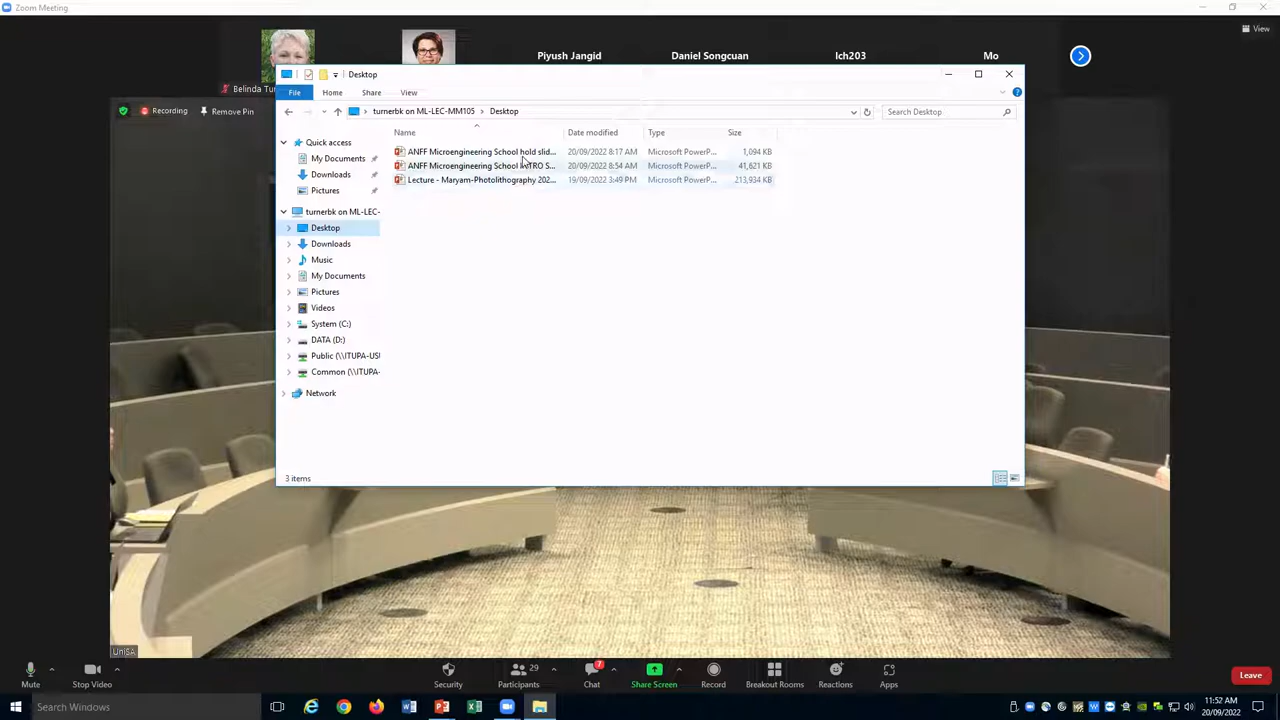 Zoom Meeting
View
Piyush Jangid
Daniel Songcuan
lch203
Mo
Belinda Tur
Recording
Remove Pin
Desktop
File
Home
Share
View
turnerbk on ML-LEC-MM105
Desktop
Search Desktop
Name
Date modified
Type
Size
ANFF Microengineering School hold slid...
20/09/2022 8:17 AM
Microsoft PowerP...
1,094 KB
ANFF Microengineering School INTRO S...
20/09/2022 8:54 AM
Microsoft PowerP...
41,621 KB
Lecture - Maryam-Photolithography 202...
19/09/2022 3:49 PM
Microsoft PowerP...
213,934 KB
Quick access
My Documents
Downloads
Pictures
turnerbk on ML-LEC-
Desktop
Downloads
Music
My Documents
Pictures
Videos
System (C:)
DATA (D:)
Public (\\ITUPA-USI
Common (\\ITUPA-
Network
3 items
UniSA
Mute
Stop Video
Security
Participants
29
Chat
7
Share Screen
Record
Breakout Rooms
Reactions
Apps
Leave
Search Windows
11:52 AM
20/09/2022